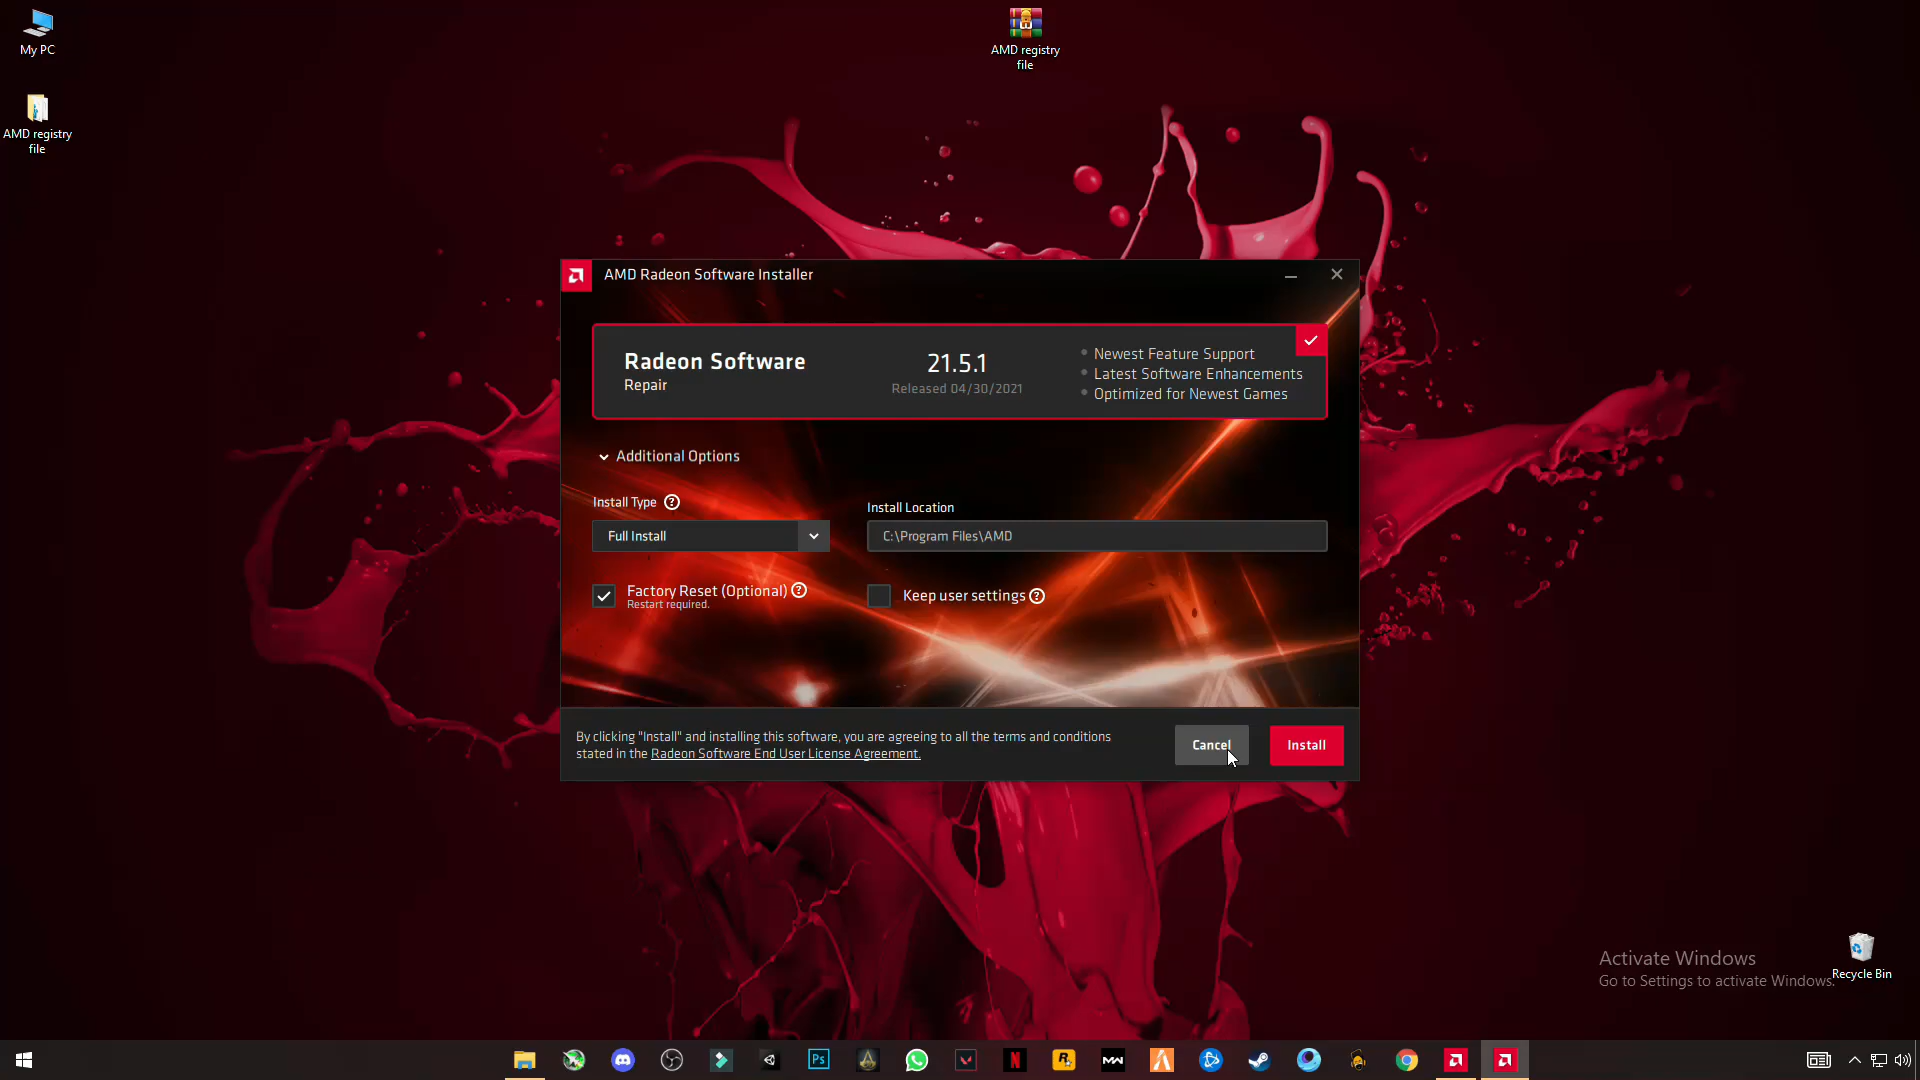 My PC
AMD registry
file
AMD registry
file
AMD Radeon Software Installer
Radeon Software
Repair
21.5.1
Released 04/30/2021
Newest Feature Support
Latest Software Enhancements
Optimized for Newest Games
Additional Options
Install Type
Full Install
Install Location
C:\Program Files\AMD
Factory Reset (Optional)
Restart required.
Keep user settings
By clicking "Install" and installing this software, you are agreeing to all the terms and conditions
stated in the Radeon Software End User License Agreement.
Cancel
Install
Activate Windows
Go to Settings to activate Windows.
Recycle Bin
Ps